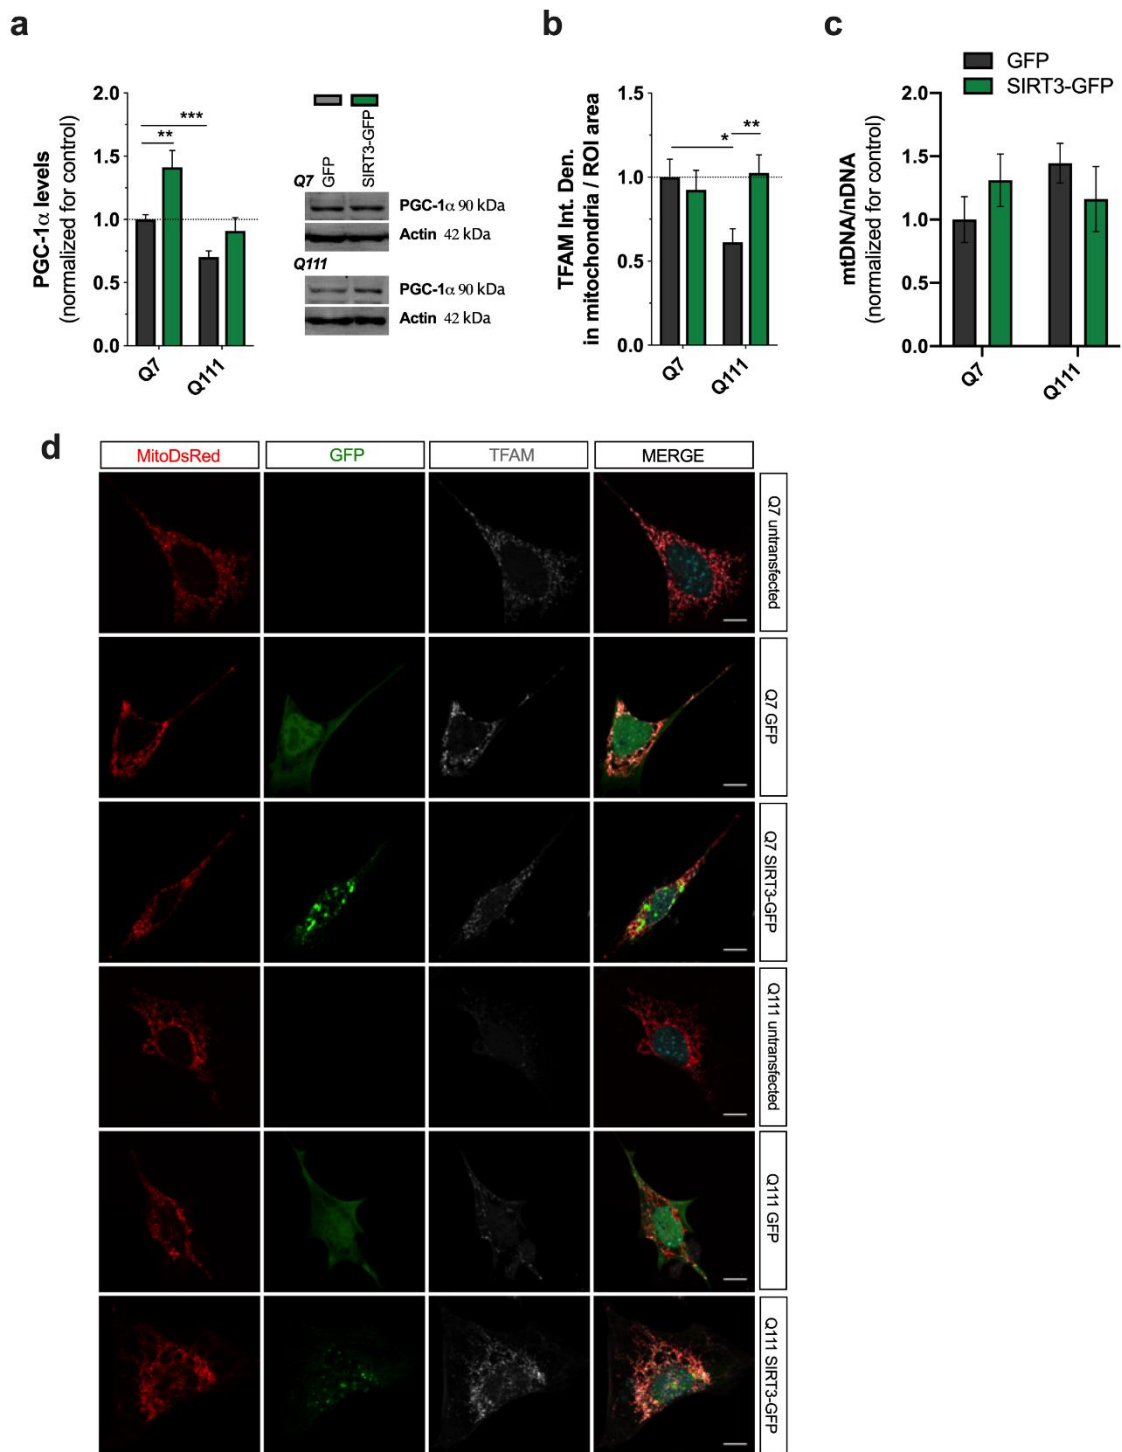 a
PGC-1α levels
(normalized for control)
2.0
1.5
1.0
0.5
0.0
***
**
Q7
Q111
GFP
SIRT3-GFP
Q7
PGC-1α 90 kDa
Actin 42 kDa
Q111
PGC-1α 90 kDa
Actin 42 kDa
b
TFAM Int. Den.
in mitochondria / ROI area
1.5
1.0
0.5
0.0
*
**
Q7
Q111
c
GFP
SIRT3-GFP
mtDNA/nDNA
(normalized for control)
2.0
1.5
1.0
0.5
0.0
Q7
Q111
d
MitoDsRed
GFP
TFAM
MERGE
Q7 untransfected
Q7 GFP
Q7 SIRT3-GFP
Q111 untransfected
Q111 GFP
Q111 SIRT3-GFP